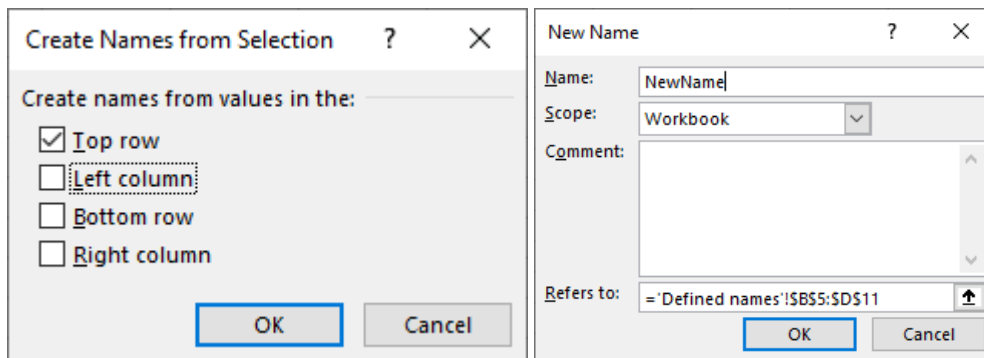 Create Names from Selection ? ×
Create names from values in the:
Top row
Left column
Bottom row
Right column
OK Cancel
New Name ? ×
Name: NewName
Scope: Workbook
Comment:
Refers to: ='Defined names'!$B$5:$D$11
OK Cancel